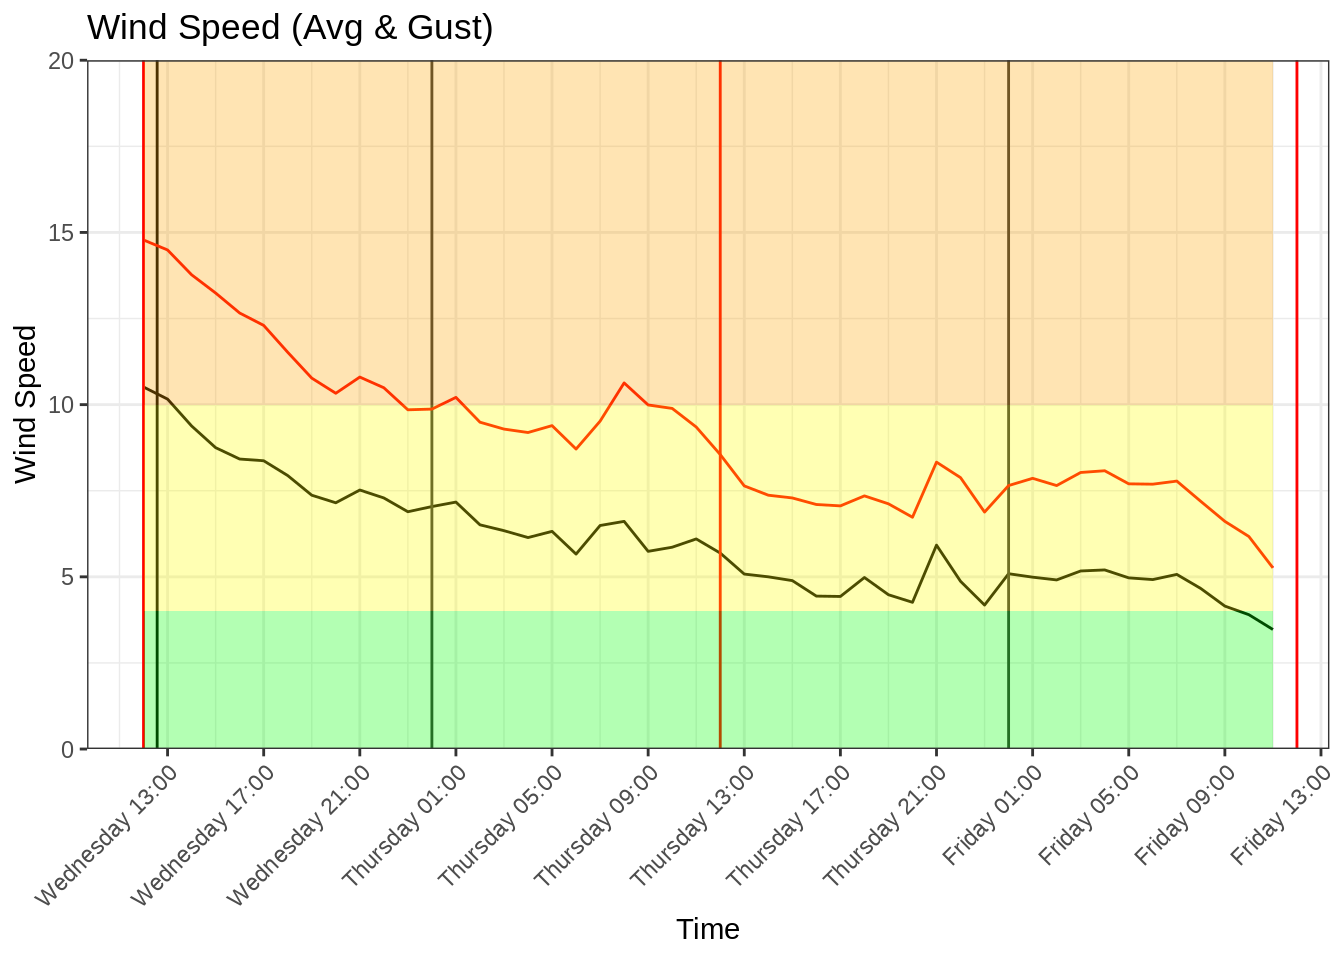 Wind Speed (Avg & Gust)
20
15
10
5
0
Wind Speed
Wednesday 13:00
Wednesday 17:00
Wednesday 21:00
Thursday 01:00
Thursday 05:00
Thursday 09:00
Thursday 13:00
Thursday 17:00
Thursday 21:00
Friday 01:00
Friday 05:00
Friday 09:00
Friday 13:00
Time